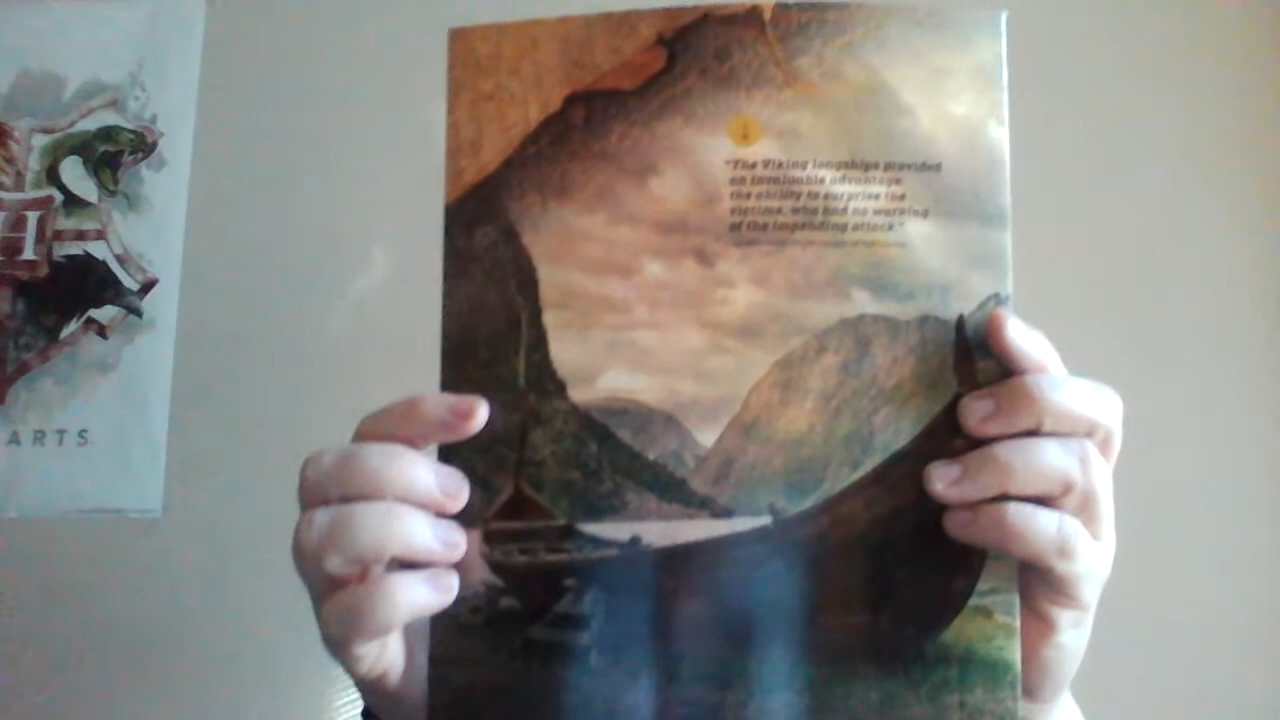 "The Viking longships provided
an invaluable advantage:
the ability to surprise the
victims, who had no warning
of the impending attack."
H
ARTS